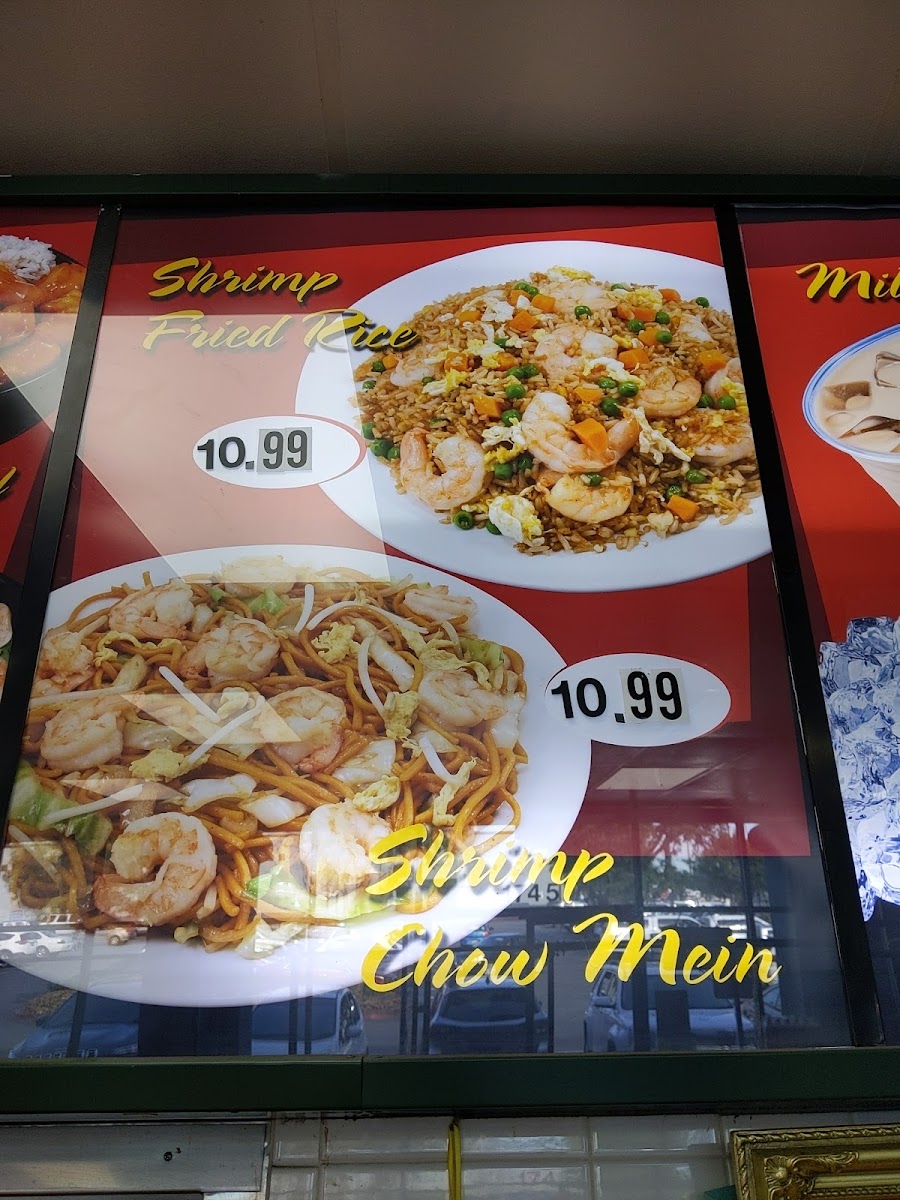 Shrimp
Fried Rice
10.99
10.99
Shrimp
Chow Mein